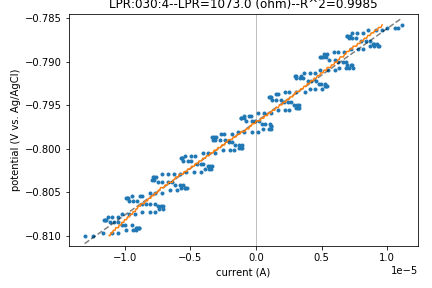 LPR:030:4--LPR=1073.0 (ohm)--R^2=0.9985
potential (V vs. Ag/AgCl)
−0.785
−0.790
−0.795
−0.800
−0.805
−0.810
−1.0
−0.5
0.0
0.5
1.0
1e−5
current (A)